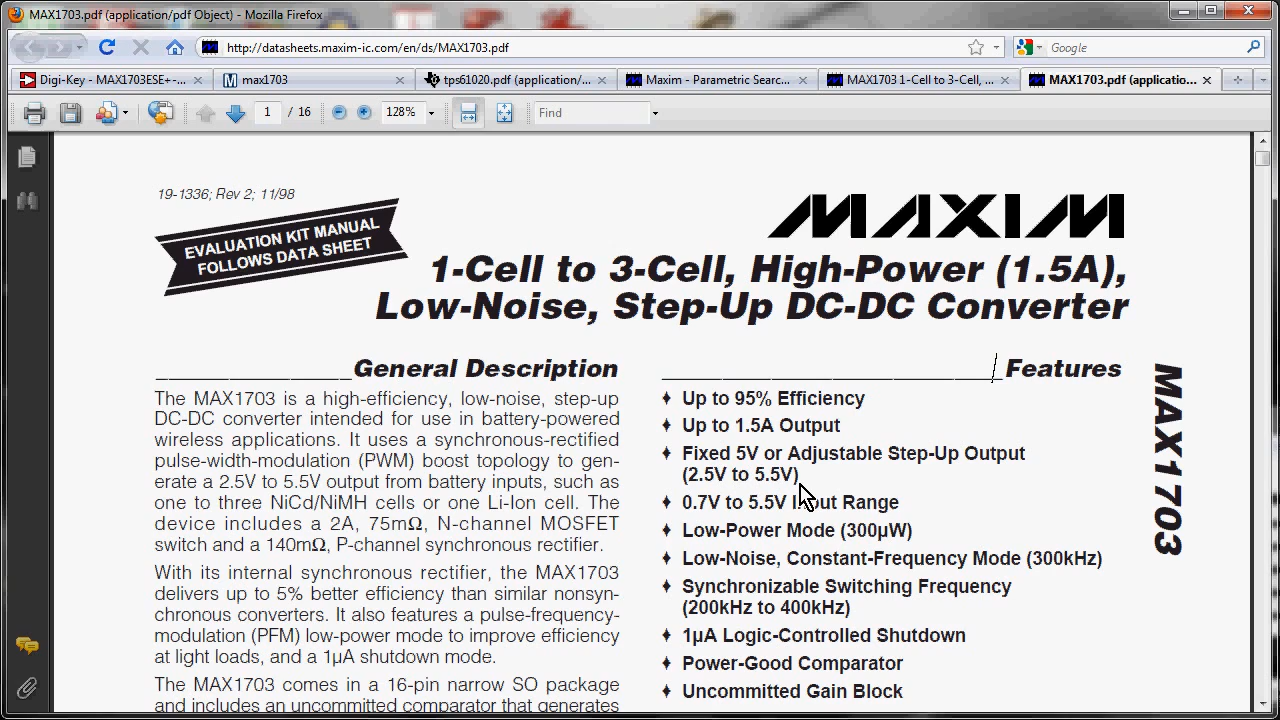 MAX1703.pdf (application/pdf Object) - Mozilla Firefox
http://datasheets.maxim-ic.com/en/ds/MAX1703.pdf
Google
Digi-Key - MAX1703ESE+-...
max1703
tps61020.pdf (application/...
Maxim - Parametric Searc...
MAX1703 1-Cell to 3-Cell, ...
MAX1703.pdf (applicatio...
1 / 16
128%
Find
19-1336; Rev 2; 11/98
EVALUATION KIT MANUAL
FOLLOWS DATA SHEET
MAXIM
1-Cell to 3-Cell, High-Power (1.5A),
Low-Noise, Step-Up DC-DC Converter
General Description
The MAX1703 is a high-efficiency, low-noise, step-up
DC-DC converter intended for use in battery-powered
wireless applications. It uses a synchronous-rectified
pulse-width-modulation (PWM) boost topology to gen-
erate a 2.5V to 5.5V output from battery inputs, such as
one to three NiCd/NiMH cells or one Li-Ion cell. The
device includes a 2A, 75mΩ, N-channel MOSFET
switch and a 140mΩ, P-channel syncronous rectifier.
With its internal synchronous rectifier, the MAX1703
delivers up to 5% better efficiency than similar nonsyn-
chronous converters. It also features a pulse-frequency-
modulation (PFM) low-power mode to improve efficiency
at light loads, and a 1µA shutdown mode.
The MAX1703 comes in a 16-pin narrow SO package
and includes an uncommitted comparator that generates
Features
♦ Up to 95% Efficiency
♦ Up to 1.5A Output
♦ Fixed 5V or Adjustable Step-Up Output
(2.5V to 5.5V)
♦ 0.7V to 5.5V Input Range
♦ Low-Power Mode (300µW)
♦ Low-Noise, Constant-Frequency Mode (300kHz)
♦ Synchronizable Switching Frequency
(200kHz to 400kHz)
♦ 1µA Logic-Controlled Shutdown
♦ Power-Good Comparator
♦ Uncommitted Gain Block
MAX1703